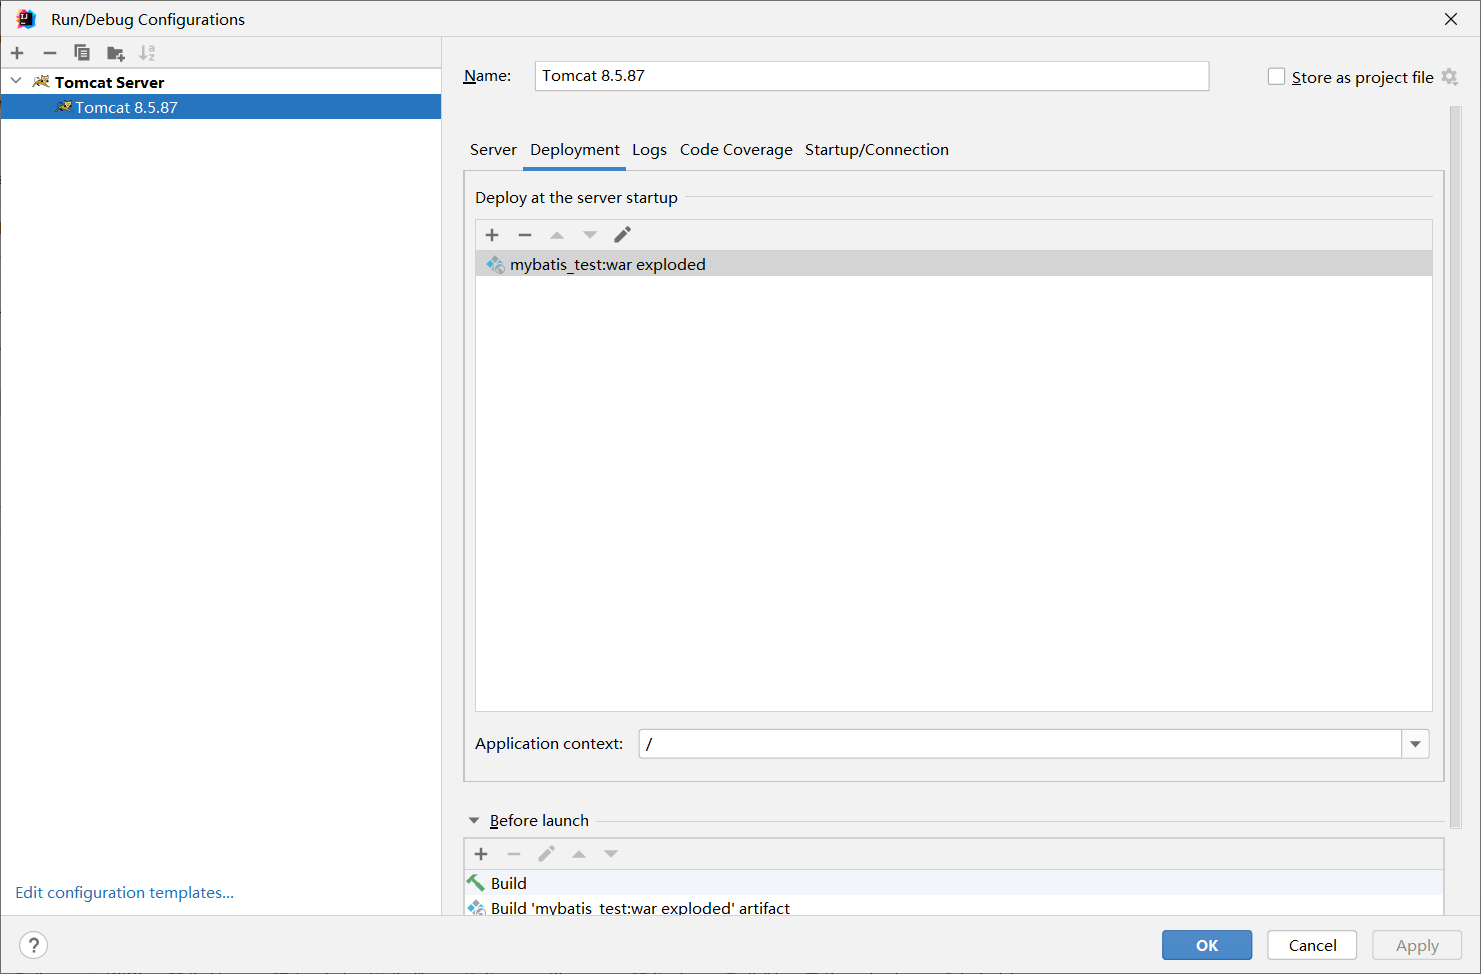 Run/Debug Configurations
Tomcat Server
Tomcat 8.5.87
Edit configuration templates...
Name: Tomcat 8.5.87
Store as project file
Server Deployment Logs Code Coverage Startup/Connection
Deploy at the server startup
mybatis_test:war exploded
Application context: /
Before launch
Build
Build 'mybatis_test:war exploded' artifact
?
OK Cancel Apply